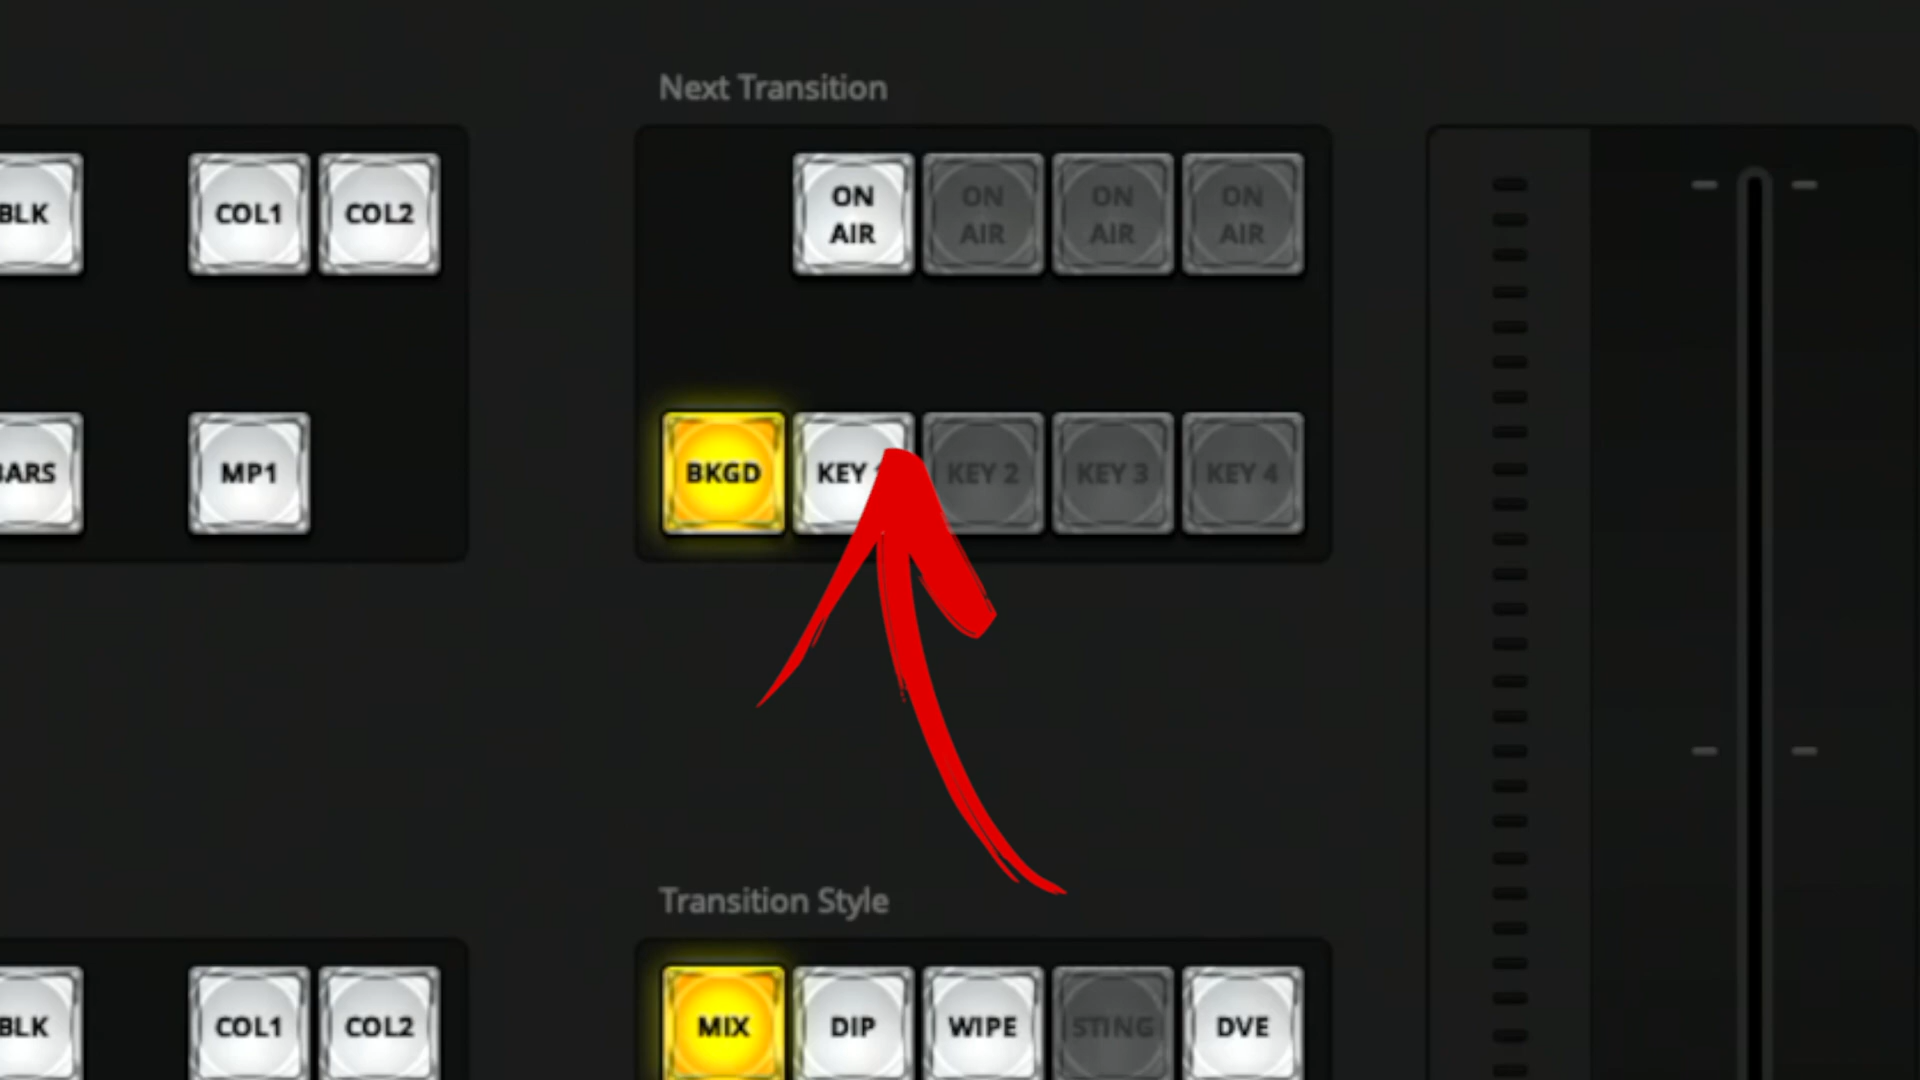 Next Transition
BLK COL1 COL2
ON AIR ON AIR ON AIR ON AIR
BARS MP1
BKGD KEY KEY 2 KEY 3 KEY 4
Transition Style
BLK COL1 COL2
MIX DIP WIPE STING DVE